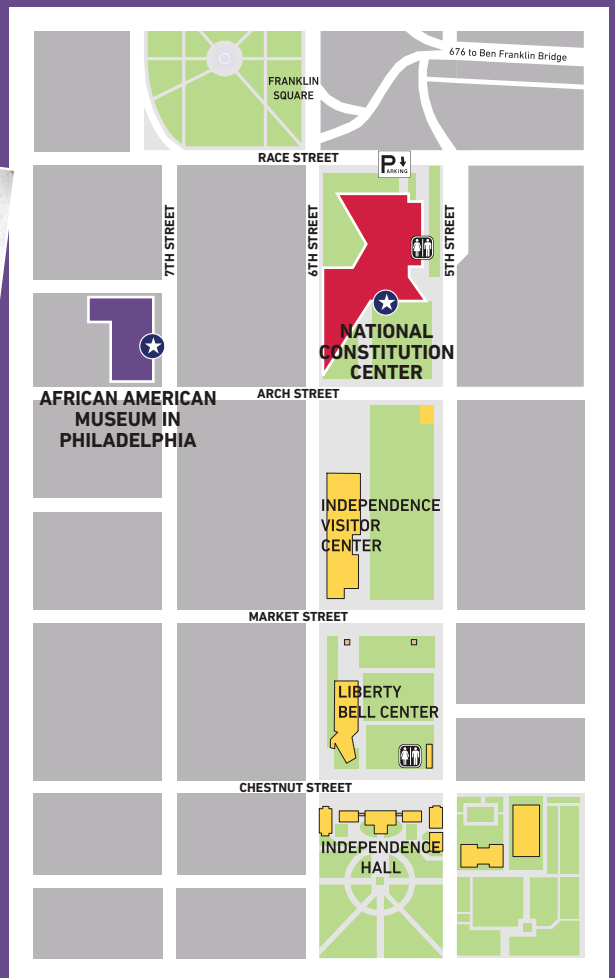 676 to Ben Franklin Bridge
FRANKLIN
SQUARE
RACE STREET
P
ARKING
7TH STREET
6TH STREET
5TH STREET
NATIONAL
CONSTITUTION
CENTER
ARCH STREET
AFRICAN AMERICAN
MUSEUM IN
PHILADELPHIA
INDEPENDENCE
VISITOR
CENTER
MARKET STREET
LIBERTY
BELL CENTER
CHESTNUT STREET
INDEPENDENCE
HALL